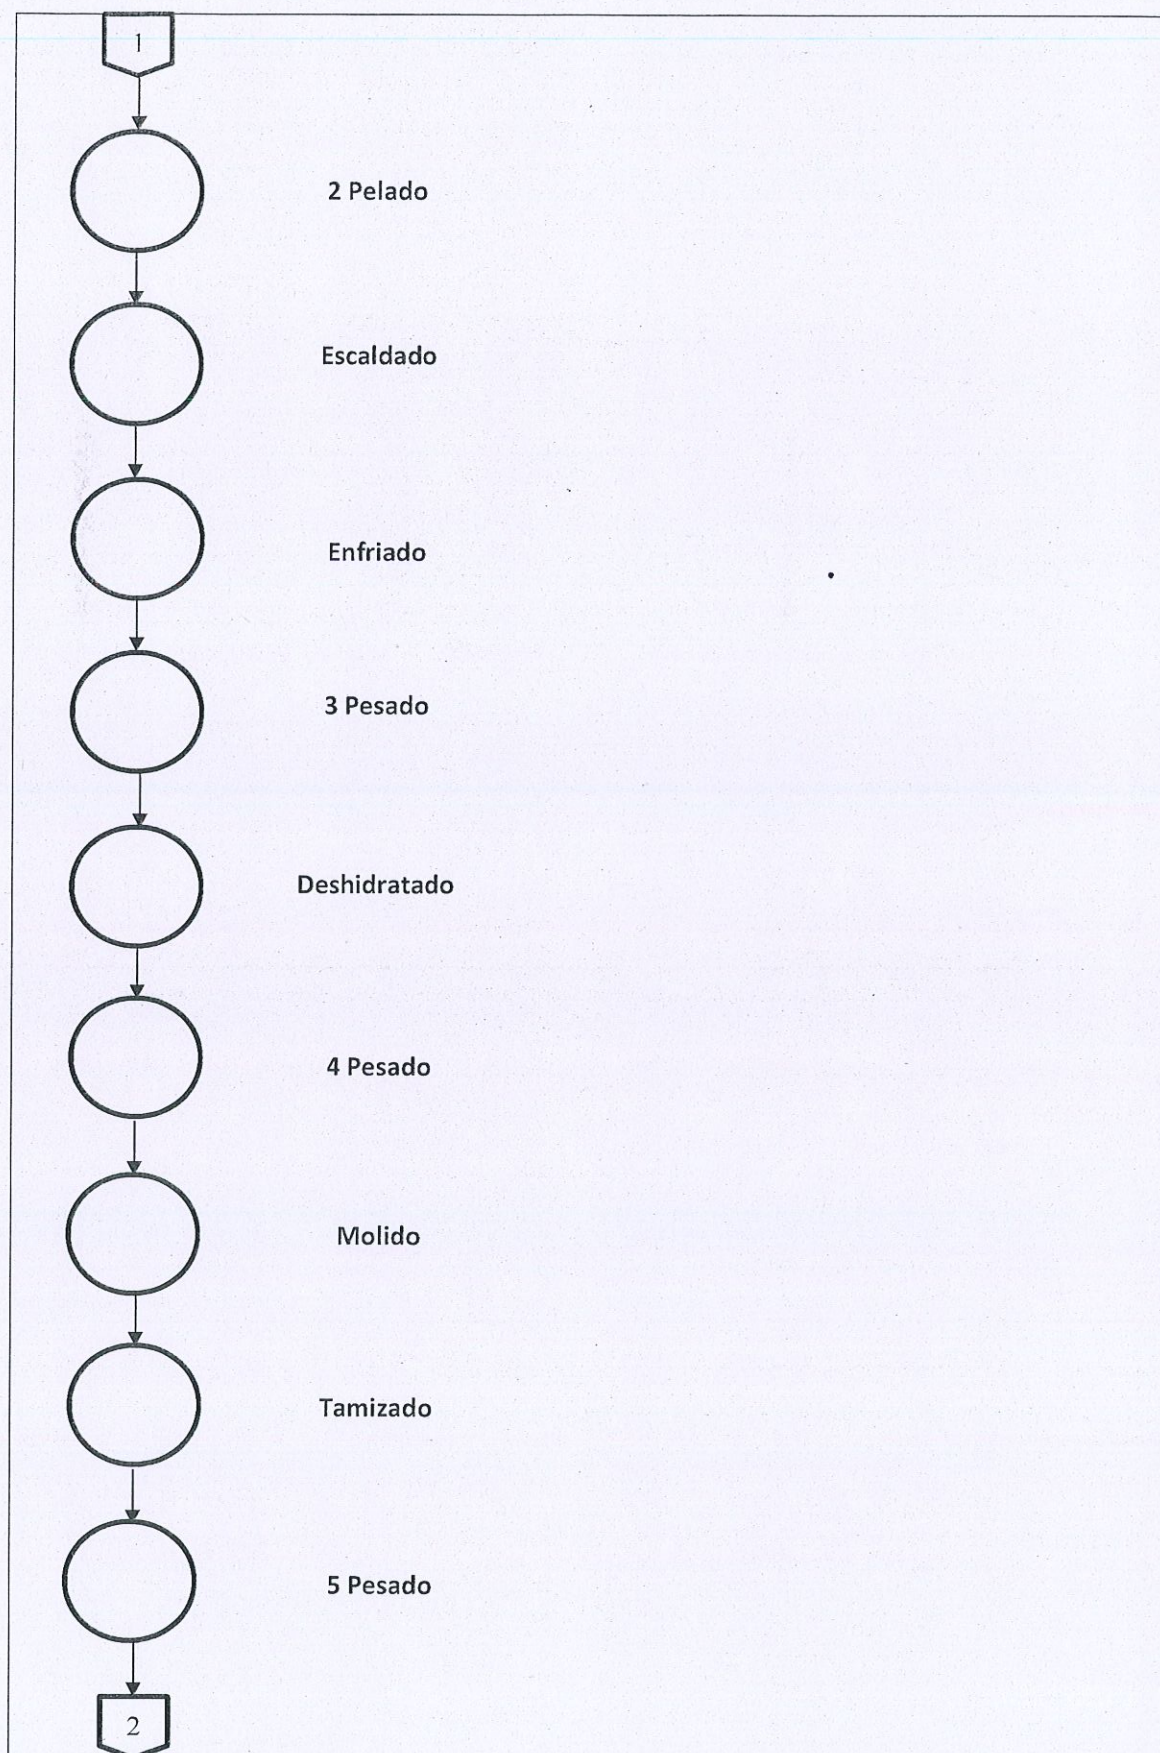 1
2 Pelado
Escaldado
Enfriado
3 Pesado
Deshidratado
4 Pesado
Molido
Tamizado
5 Pesado
2